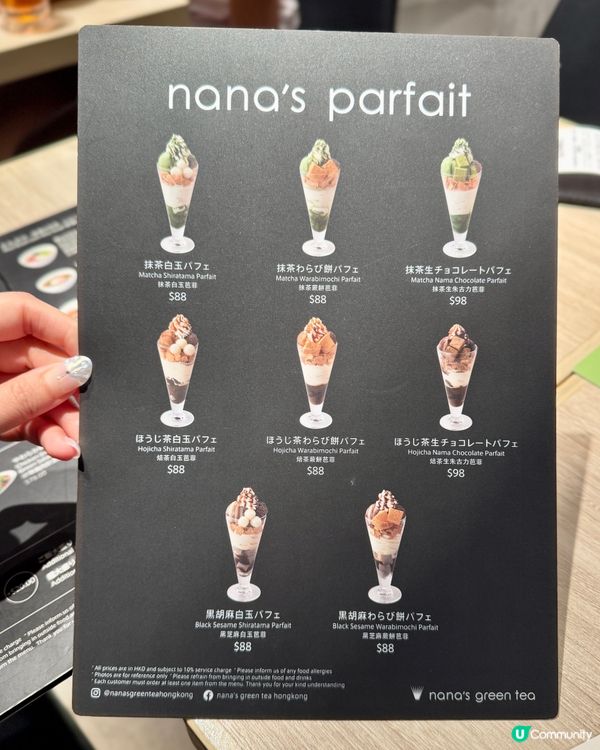 nana's parfait
抹茶白玉パフェ
Matcha Shiratama Parfait
抹茶白玉芭菲
$88
抹茶わらび餅パフェ
Matcha Warabimochi Parfait
抹茶蕨餅芭菲
$88
抹茶生チョコレートパフェ
Matcha Nama Chocolate Parfait
抹茶生朱古力芭菲
$98
ほうじ茶白玉パフェ
Hojicha Shiratama Parfait
焙茶白玉芭菲
$88
ほうじ茶わらび餅パフェ
Hojicha Warabimochi Parfait
焙茶蕨餅芭菲
$88
ほうじ茶生チョコレートパフェ
Hojicha Nama Chocolate Parfait
焙茶生朱古力芭菲
$98
黒胡麻白玉パフェ
Black Sesame Shiratama Parfait
黑芝麻白玉芭菲
$88
黒胡麻わらび餅パフェ
Black Sesame Warabimochi Parfait
黑芝麻蕨餅芭菲
$88
* All prices are in HKD and subject to 10% service charge * Please inform us of any food allergies
* Photos are for reference only * Please refrain from bringing in outside food and drinks
* Each customer must order at least one item from the menu. Thank you for your kind understanding
@nanasgreenteahongkong
nana's green tea hongkong
nana's green tea
U Community